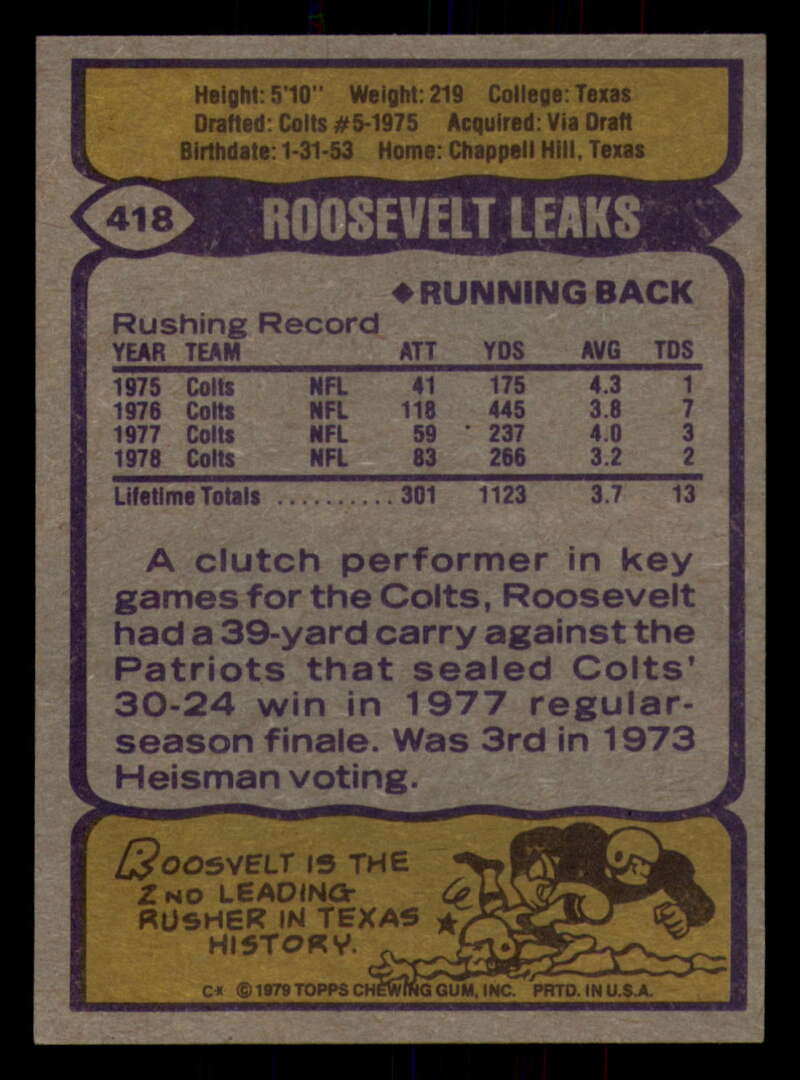 Height: 5'10" Weight: 219 College: Texas
Drafted: Colts #5-1975 Acquired: Via Draft
Birthdate: 1-31-53 Home: Chappell Hill, Texas
418 ROOSEVELT LEAKS
◆RUNNING BACK
Rushing Record
YEAR TEAM ATT YDS AVG TDS
1975 Colts NFL 41 175 4.3 1
1976 Colts NFL 118 445 3.8 7
1977 Colts NFL 59 237 4.0 3
1978 Colts NFL 83 266 3.2 2
Lifetime Totals .......... 301 1123 3.7 13
A clutch performer in key
games for the Colts, Roosevelt
had a 39-yard carry against the
Patriots that sealed Colts'
30-24 win in 1977 regular-
season finale. Was 3rd in 1973
Heisman voting.
ROOSVELT IS THE
2ND LEADING
RUSHER IN TEXAS
HISTORY.
C* © 1979 TOPPS CHEWING GUM, INC. PRTD. IN U.S.A.